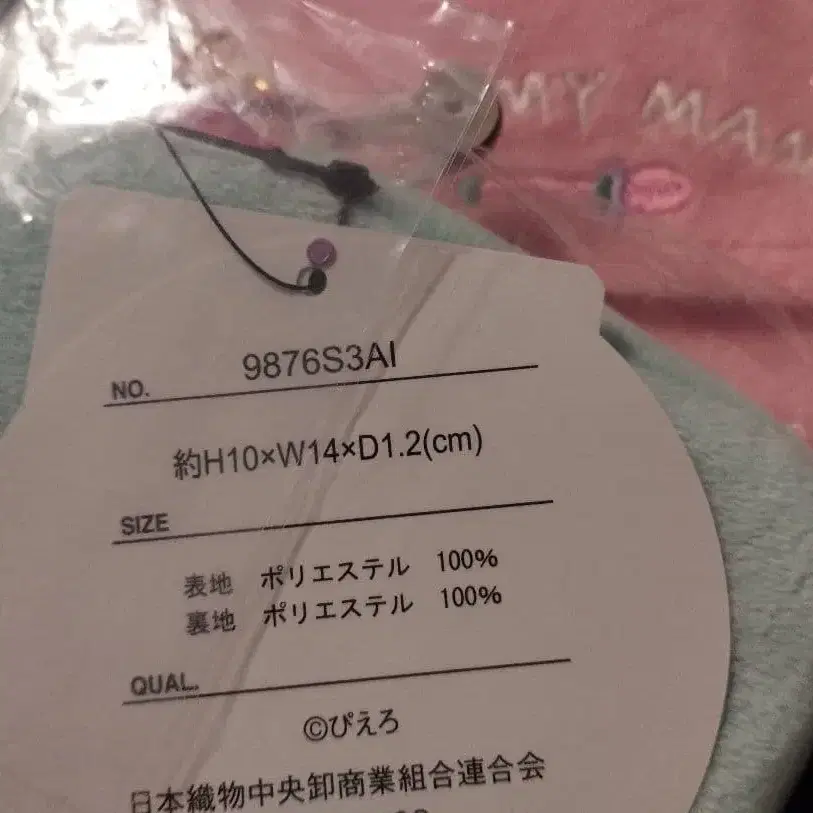 MY
9876S3AI
NO.
約H10×W14×D1.2(cm)
SIZE
表地 ポリエステル 100%
裏地 ポリエステル 100%
QUAL.
©ぴえろ
日本織物中央卸商業組合連合会